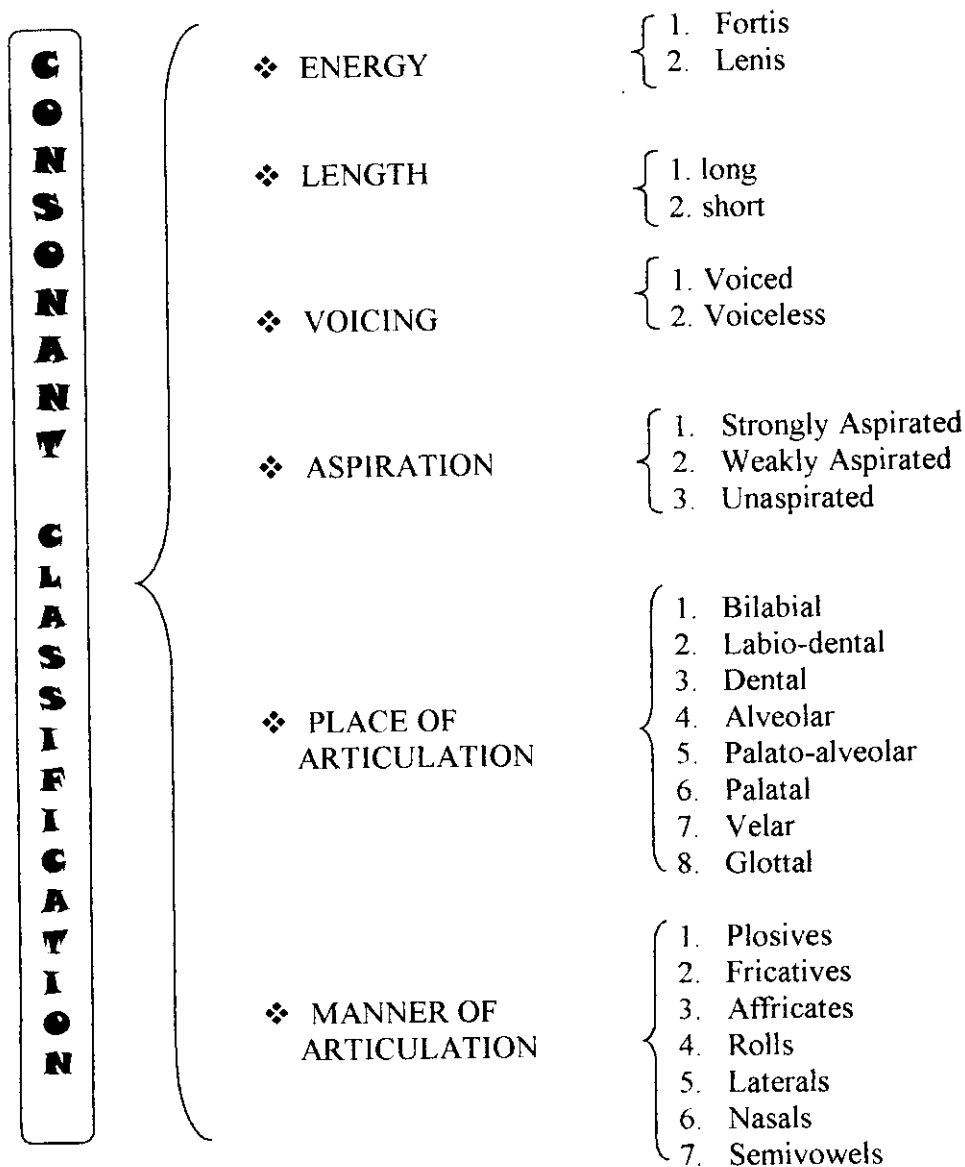 CONSONANT CLASSIFICATION
❖ ENERGY
1. Fortis
2. Lenis
❖ LENGTH
1. long
2. short
❖ VOICING
1. Voiced
2. Voiceless
❖ ASPIRATION
1. Strongly Aspirated
2. Weakly Aspirated
3. Unaspirated
❖ PLACE OF
ARTICULATION
1. Bilabial
2. Labio-dental
3. Dental
4. Alveolar
5. Palato-alveolar
6. Palatal
7. Velar
8. Glottal
❖ MANNER OF
ARTICULATION
1. Plosives
2. Fricatives
3. Affricates
4. Rolls
5. Laterals
6. Nasals
7. Semivowels